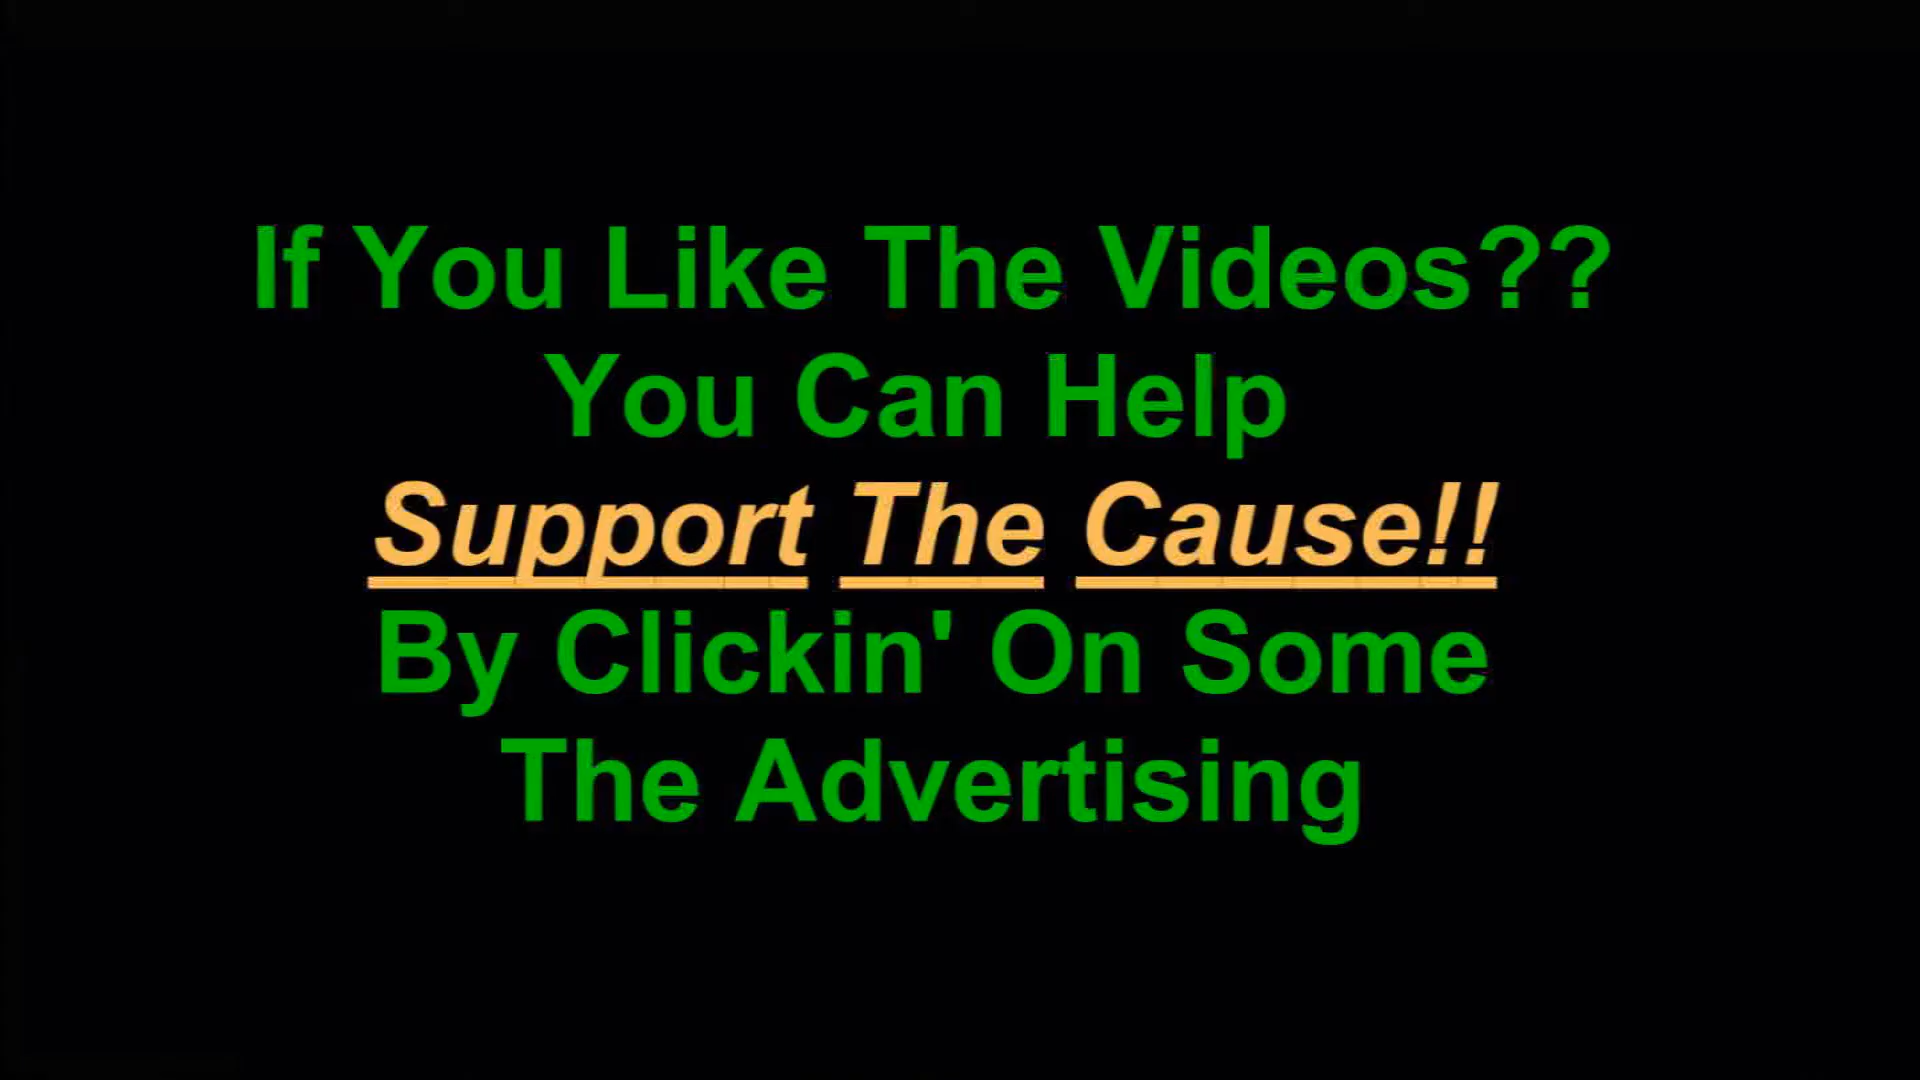 If You Like The Videos??
You Can Help
Support The Cause!!
By Clickin' On Some
The Advertising